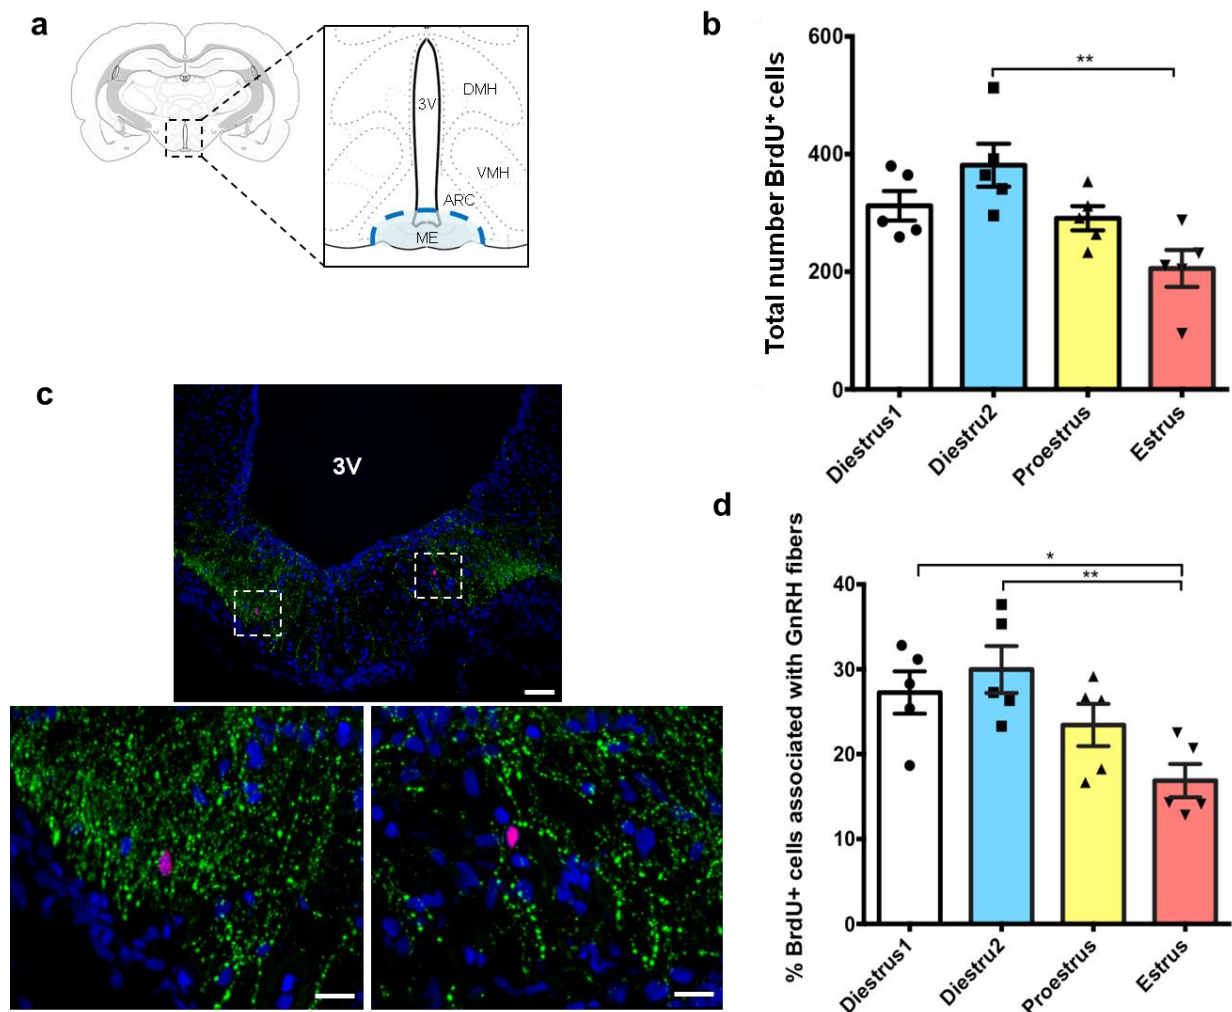 a
3V
DMH
VMH
ARC
ME
b
Total number BrdU⁺ cells
600
400
200
0
**
Diestrus1
Diestru2
Proestrus
Estrus
c
3V
d
% BrdU+ cells associated with GnRH fibers
40
30
20
10
0
*
**
Diestrus1
Diestru2
Proestrus
Estrus